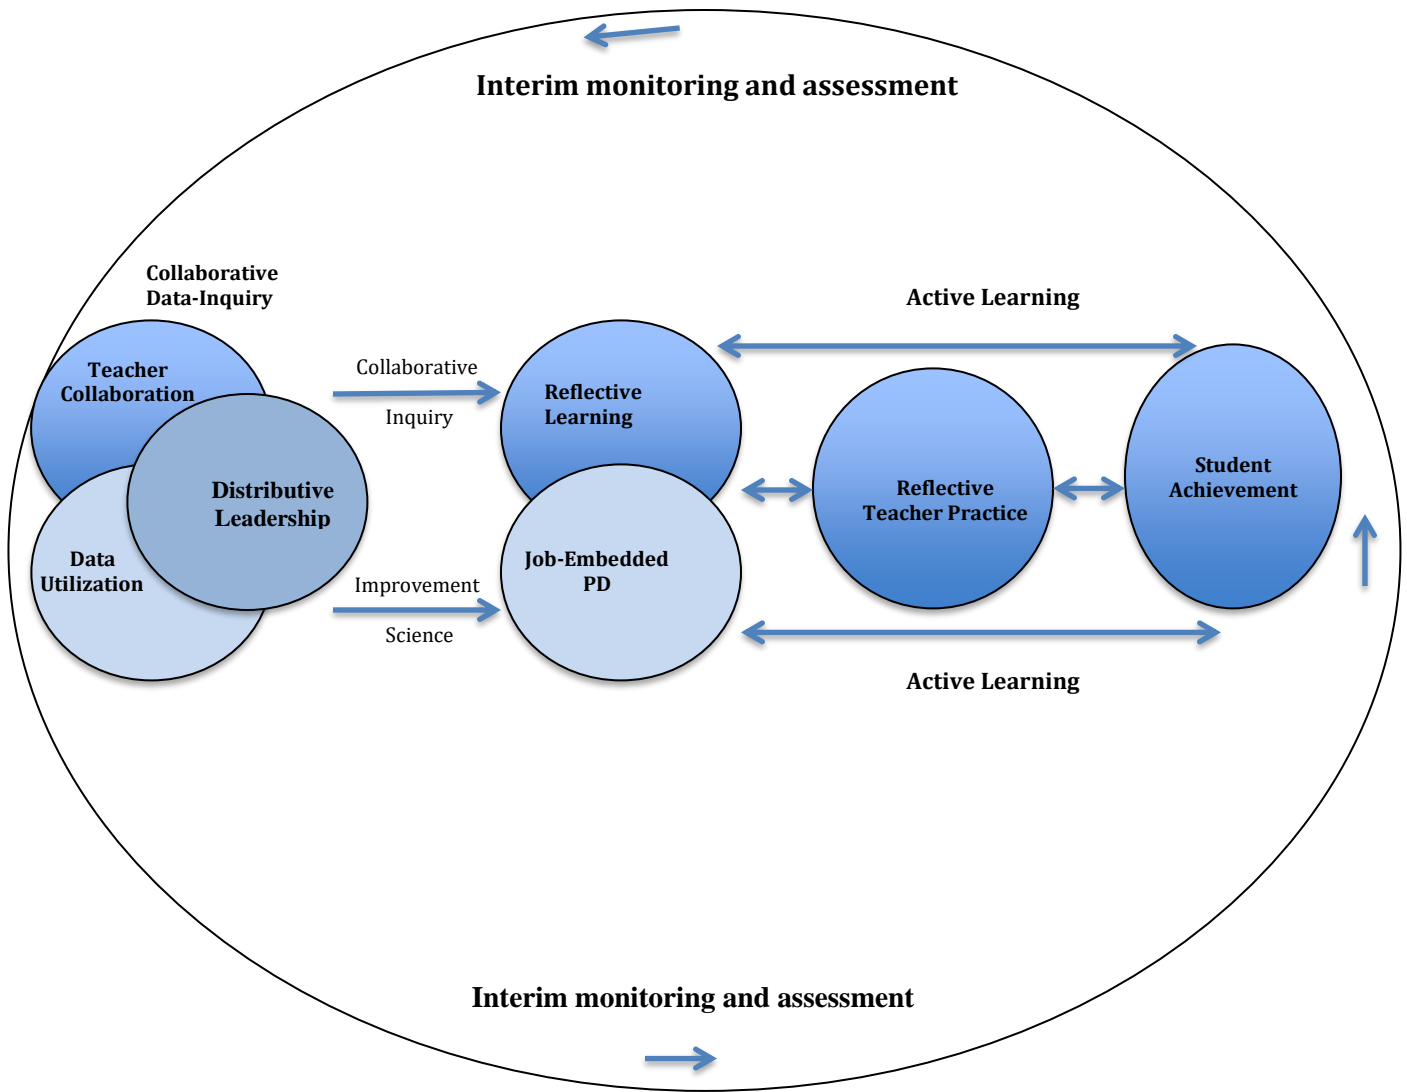 Interim monitoring and assessment
Collaborative
Data-Inquiry
Active Learning
Teacher
Collaboration
Collaborative
Inquiry
Reflective
Learning
Student
Achievement
Reflective
Teacher Practice
Distributive
Leadership
Data
Utilization
Improvement
Science
Job-Embedded
PD
Active Learning
Interim monitoring and assessment